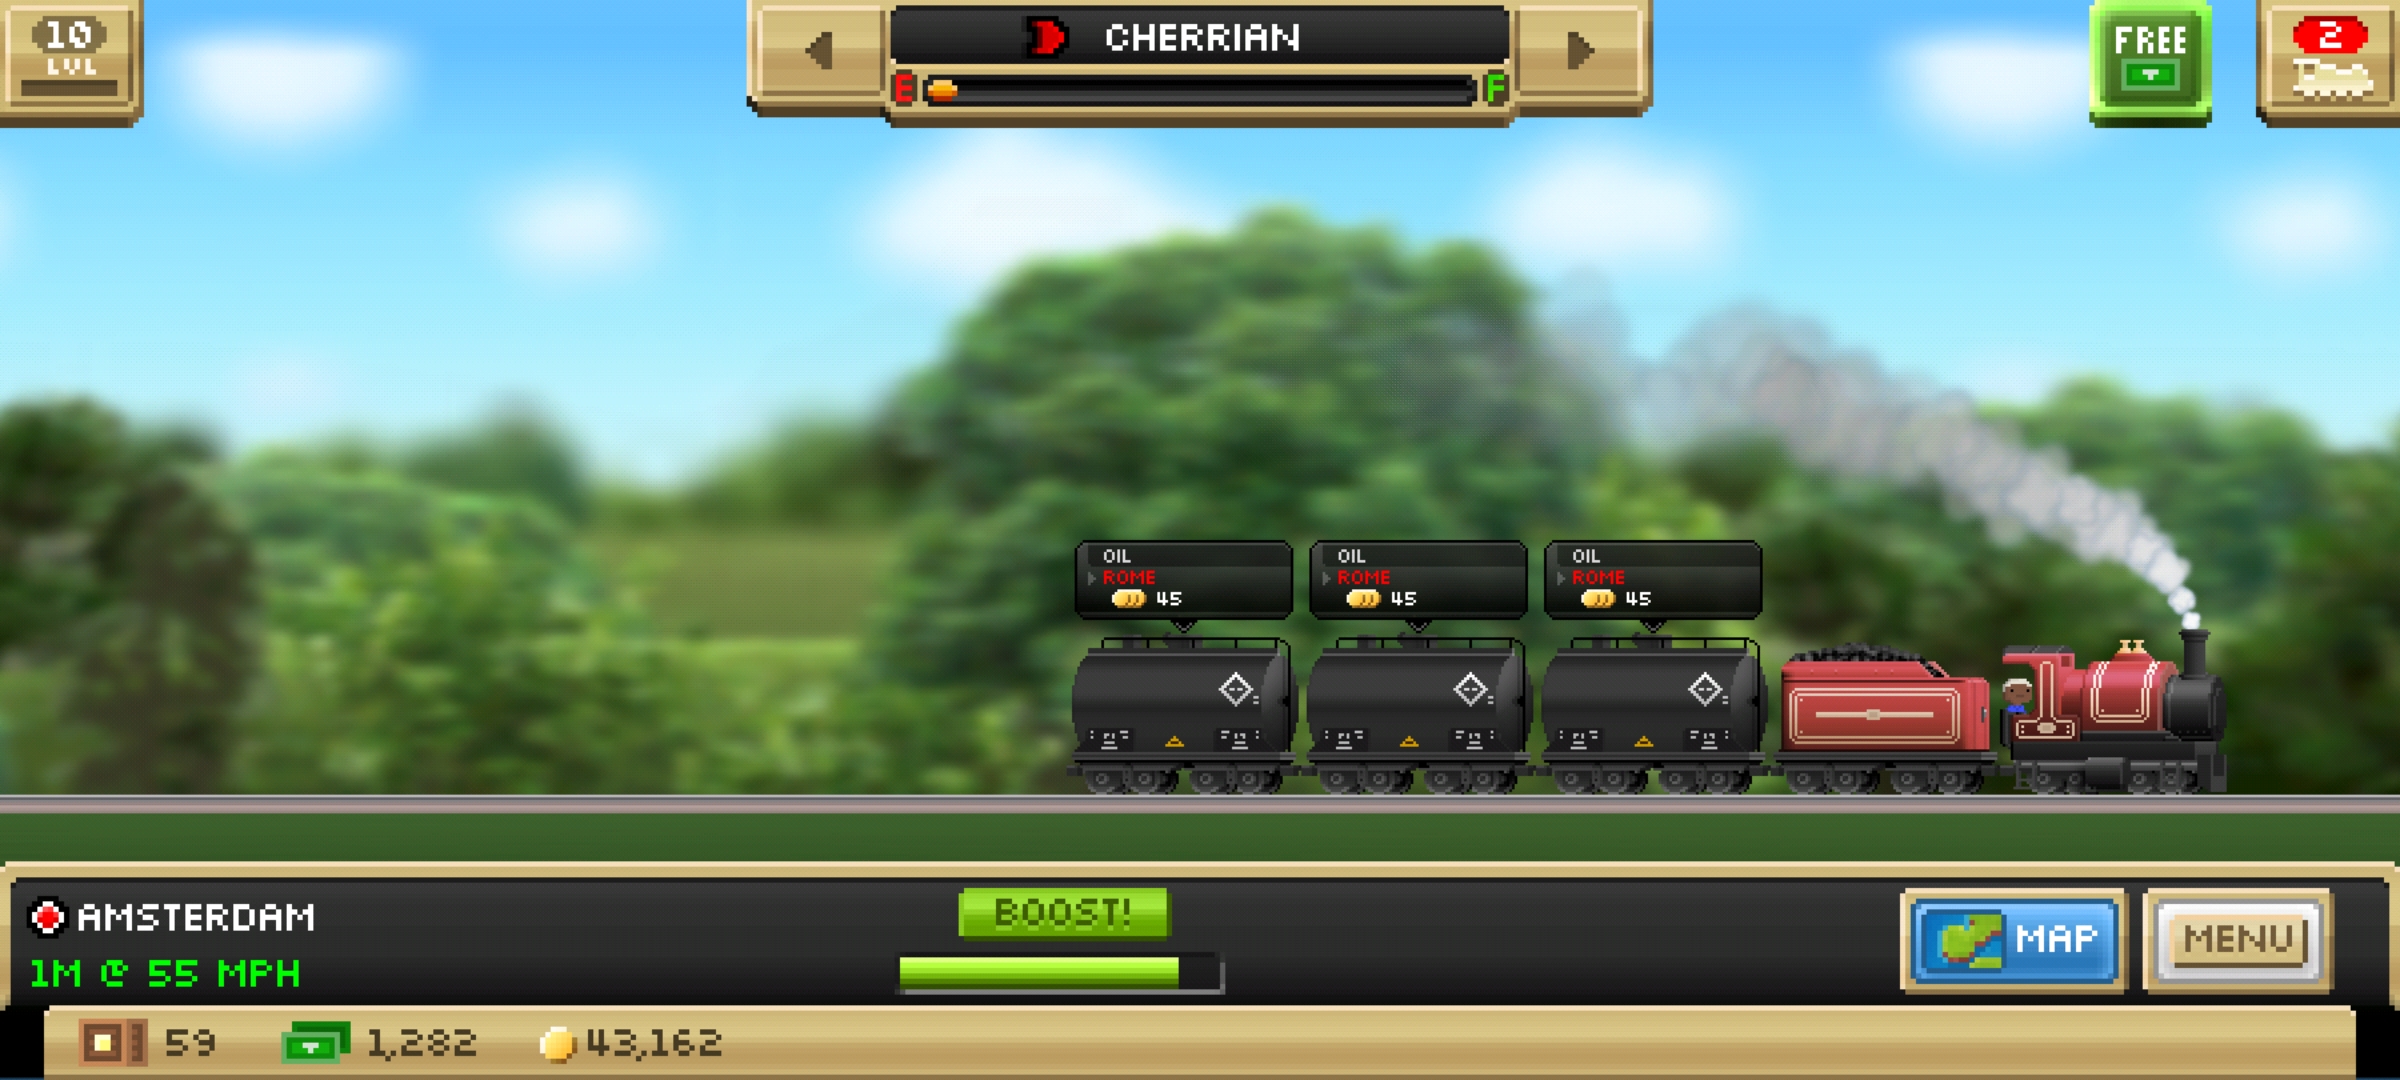 10
LVL
CHERRIAN
E F
FREE
2
OIL
ROME
45
OIL
ROME
45
OIL
ROME
45
AMSTERDAM
1M @ 55 MPH
BOOST!
MAP
MENU
59
1,282
43,162